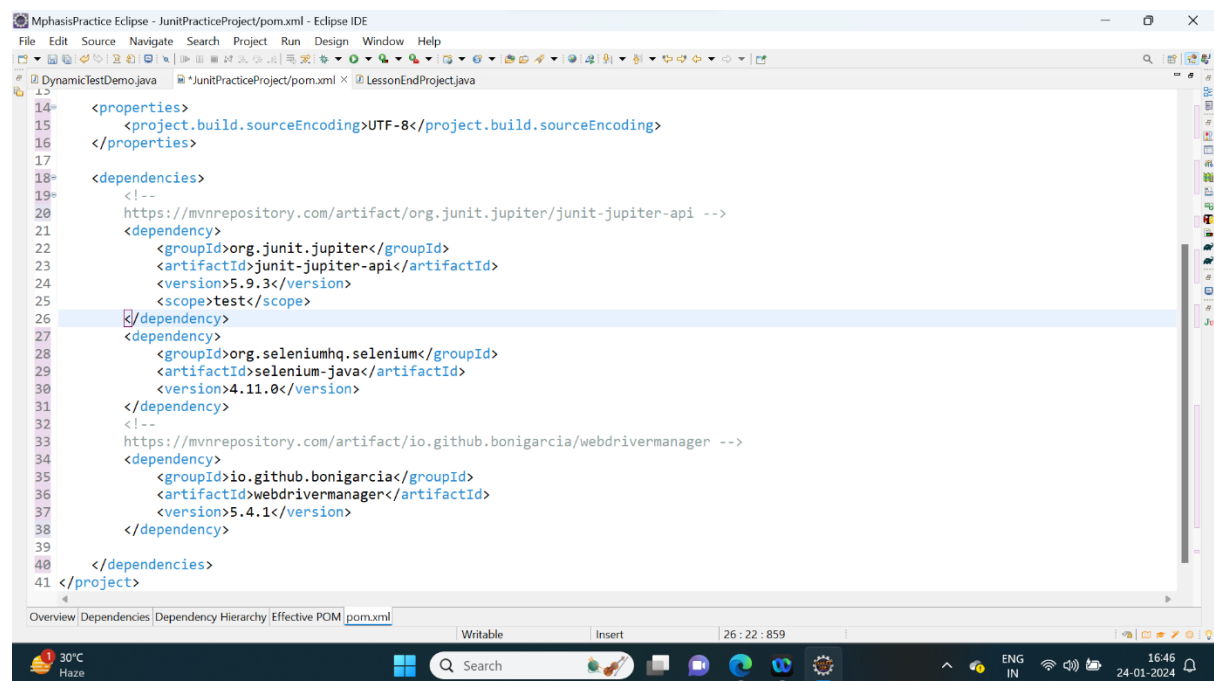 MphasisPractice Eclipse - JunitPracticeProject/pom.xml - Eclipse IDE
File Edit Source Navigate Search Project Run Design Window Help
DynamicTestDemo.java *JunitPracticeProject/pom.xml × LessonEndProject.java
13
14 <properties>
15 <project.build.sourceEncoding>UTF-8</project.build.sourceEncoding>
16 </properties>
17
18 <dependencies>
19 <!--
20 https://mvnrepository.com/artifact/org.junit.jupiter/junit-jupiter-api -->
21 <dependency>
22 <groupId>org.junit.jupiter</groupId>
23 <artifactId>junit-jupiter-api</artifactId>
24 <version>5.9.3</version>
25 <scope>test</scope>
26 </dependency>
27 <dependency>
28 <groupId>org.seleniumhq.selenium</groupId>
29 <artifactId>selenium-java</artifactId>
30 <version>4.11.0</version>
31 </dependency>
32 <!--
33 https://mvnrepository.com/artifact/io.github.bonigarcia/webdrivermanager -->
34 <dependency>
35 <groupId>io.github.bonigarcia</groupId>
36 <artifactId>webdrivermanager</artifactId>
37 <version>5.4.1</version>
38 </dependency>
39
40 </dependencies>
41 </project>
Overview Dependencies Dependency Hierarchy Effective POM pom.xml
Writable Insert 26 : 22 : 859
1 30°C Search ENG 16:46
Haze IN 24-01-2024